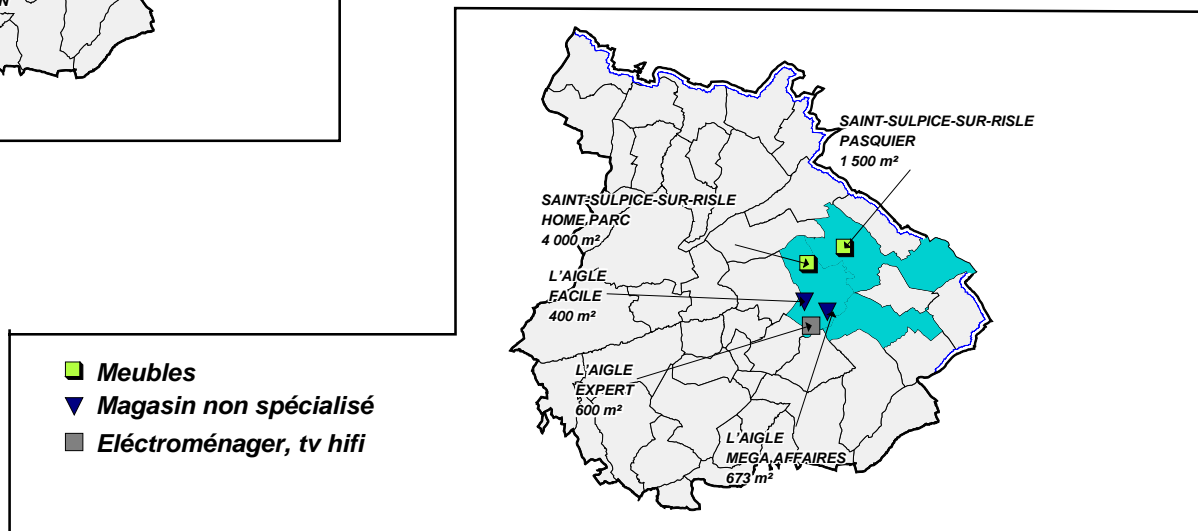 N
SAINT-SULPICE-SUR-RISLE
PASQUIER
1 500 m²
SAINT-SULPICE-SUR-RISLE
HOME PARC
4 000 m²
L'AIGLE
FACILE
400 m²
L'AIGLE
EXPERT
600 m²
L'AIGLE
MEGA AFFAIRES
673 m²
Meubles
Magasin non spécialisé
Eléctroménager, tv hifi